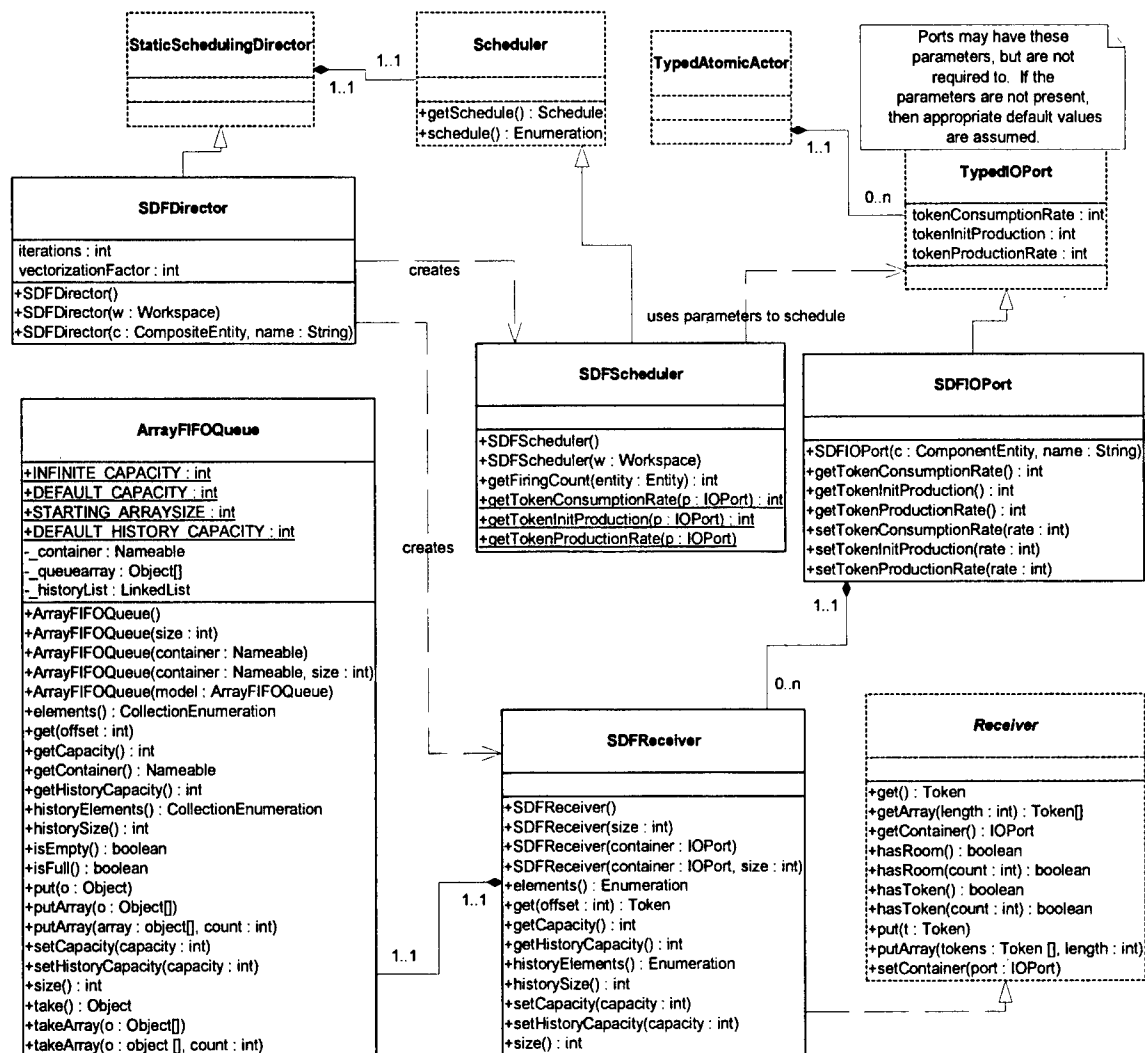 StaticSchedulingDirector
1..1
1..1
Scheduler
+getSchedule() : Schedule
+schedule() : Enumeration
TypedAtomicActor
1..1
0..n
Ports may have these
parameters, but are not
required to. If the
parameters are not present,
then appropriate default values
are assumed.
TypedIOPort
tokenConsumptionRate : int
tokenInitProduction : int
tokenProductionRate : int
SDFDirector
iterations : int
vectorizationFactor : int
+SDFDirector()
+SDFDirector(w : Workspace)
+SDFDirector(c : CompositeEntity, name : String)
creates
uses parameters to schedule
SDFScheduler
+SDFScheduler()
+SDFScheduler(w : Workspace)
+getFiringCount(entity : Entity) : int
+getTokenConsumptionRate(p : IOPort) : int
+getTokenInitProduction(p : IOPort) : int
+getTokenProductionRate(p : IOPort)
SDFIOPort
+SDFIOPort(c : ComponentEntity, name : String)
+getTokenConsumptionRate() : int
+getTokenInitProduction() : int
+getTokenProductionRate() : int
+setTokenConsumptionRate(rate : int)
+setTokenInitProduction(rate : int)
+setTokenProductionRate(rate : int)
1..1
0..n
ArrayFIFOQueue
+INFINITE_CAPACITY : int
+DEFAULT_CAPACITY : int
+STARTING_ARRAYSIZE : int
+DEFAULT_HISTORY_CAPACITY : int
-_container : Nameable
-_queuearray : Object[]
-_historyList : LinkedList
+ArrayFIFOQueue()
+ArrayFIFOQueue(size : int)
+ArrayFIFOQueue(container : Nameable)
+ArrayFIFOQueue(container : Nameable, size : int)
+ArrayFIFOQueue(model : ArrayFIFOQueue)
+elements() : CollectionEnumeration
+get(offset : int)
+getCapacity() : int
+getContainer() : Nameable
+getHistoryCapacity() : int
+historyElements() : CollectionEnumeration
+historySize() : int
+isEmpty() : boolean
+isFull() : boolean
+put(o : Object)
+putArray(o : Object[])
+putArray(array : object[], count : int)
+setCapacity(capacity : int)
+setHistoryCapacity(capacity : int)
+size() : int
+take() : Object
+takeArray(o : Object[])
+takeArray(o : object [], count : int)
creates
1..1
1..1
SDFReceiver
+SDFReceiver()
+SDFReceiver(size : int)
+SDFReceiver(container : IOPort)
+SDFReceiver(container : IOPort, size : int)
+elements() : Enumeration
+get(offset : int) : Token
+getCapacity() : int
+getHistoryCapacity() : int
+historyElements() : Enumeration
+historySize() : int
+setCapacity(capacity : int)
+setHistoryCapacity(capacity : int)
+size() : int
Receiver
+get() : Token
+getArray(length : int) : Token[]
+getContainer() : IOPort
+hasRoom() : boolean
+hasRoom(count : int) : boolean
+hasToken() : boolean
+hasToken(count : int) : boolean
+put(t : Token)
+putArray(tokens : Token [], length : int)
+setContainer(port : IOPort)